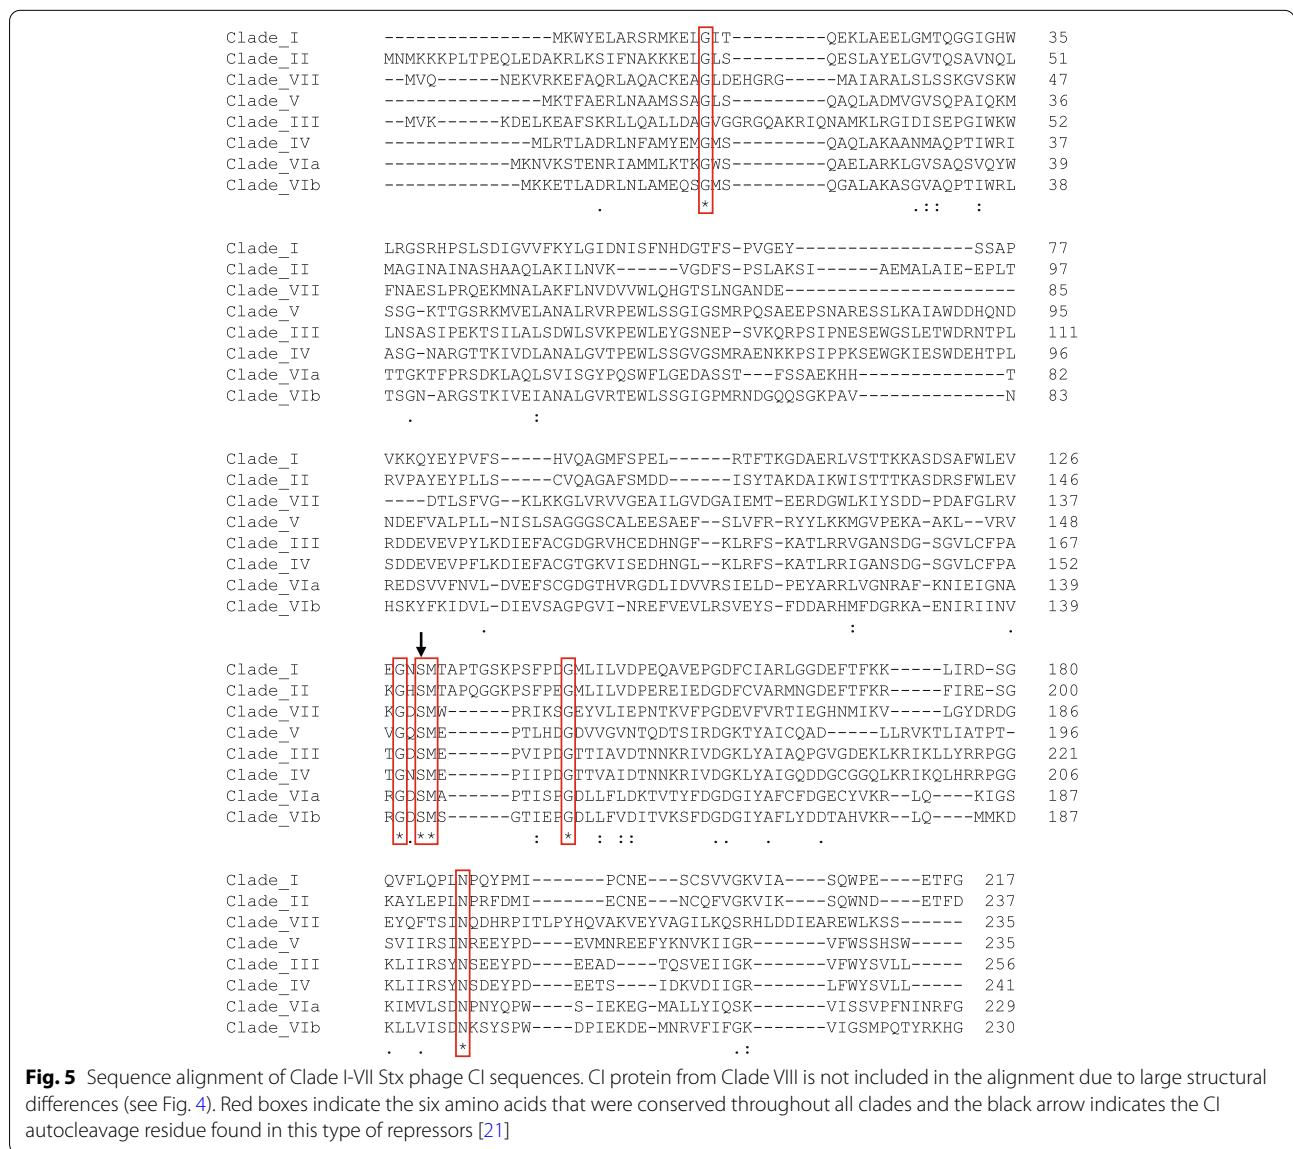 Clade_I ----------------MKWYELARSRMKELGIT---------QEKLAEELGMTQGGIGHW 35
Clade_II MNMKKKPLTPEQLEDAKRLKSIFNAKKKELGLS---------QESLAYELGVTQSAVNQL 51
Clade_VII --MVQ------NEKVRKEFAQRLAQACKEAGLDEHGRG-----MAIARALSLSSKGVSKW 47
Clade_V ---------------MKTFAERLNAAMSSAGLS---------QAQLADMVGVSQPAIQKM 36
Clade_III --MVK------KDELKEAFSKRLLQALLDAGVGGRGQAKRIQNAMKLRGIDISEPGIWKW 52
Clade_IV --------------MLRTLADRLNFAMYEMGMS---------QAQLAKAANMAQPTIWRI 37
Clade_VIa ------------MKNVKSTENRIAMMLKTKGWS---------QAELARKLGVSAQSVQYW 39
Clade_VIb -------------MKKETLADRLNLAMEQSGMS---------QGALAKASGVAQPTIWRL 38
. * .:: :
Clade_I LRGSRHPSLSDIGVVFKYLGIDNISFNHDGTFS-PVGEY-----------------SSAP 77
Clade_II MAGINAINASHAAQLAKILNVK------VGDFS-PSLAKSI------AEMALAIE-EPLT 97
Clade_VII FNAESLPRQEKMNALAKFLNVDVVWLQHGTSLNGANDE---------------------- 85
Clade_V SSG-KTTGSRKMVELANALRVRPEWLSSGIGSMRPQSAEEPSNARESSLKAIAWDDHQND 95
Clade_III LNSASIPEKTSILALSDWLSVKPEWLEYGSNEP-SVKQRPSIPNESEWGSLETWDRNTPL 111
Clade_IV ASG-NARGTTKIVDLANALGVTPEWLSSGVGSMRAENKKPSIPPKSEWGKIESWDEHTPL 96
Clade_VIa TTGKTFPRSDKLAQLSVISGYPQSWFLGEDASST---FSSAEKHH--------------T 82
Clade_VIb TSGN-ARGSTKIVEIANALGVRTEWLSSGIGPMRNDGQQSGKPAV--------------N 83
. :
Clade_I VKKQYEYPVFS-----HVQAGMFSPEL------RTFTKGDAERLVSTTKKASDSAFWLEV 126
Clade_II RVPAYEYPLLS-----CVQAGAFSMDD------ISYTAKDAIKWISTTTKASDRSFWLEV 146
Clade_VII ----DTLSFVG--KLKKGLVRVVGEAILGVDGAIEMT-EERDGWLKIYSDD-PDAFGLRV 137
Clade_V NDEFVALPLL-NISLSAGGGSCALEESAEF--SLVFR-RYYLKKMGVPEKA-AKL--VRV 148
Clade_III RDDEVEVPYLKDIEFACGDGRVHCEDHNGF--KLRFS-KATLRRVGANSDG-SGVLCFPA 167
Clade_IV SDDEVEVPFLKDIEFACGTGKVISEDHNGL--KLRFS-KATLRRIGANSDG-SGVLCFPA 152
Clade_VIa REDSVVFNVL-DVEFSCGDGTHVRGDLIDVVRSIELD-PEYARRLVGNRAF-KNIEIGNA 139
Clade_VIb HSKYFKIDVL-DIEVSAGPGVI-NREFVEVLRSVEYS-FDDARHMFDGRKA-ENIRIINV 139
. : .
Clade_I EGNSMTAPTGSKPSFPDGMLILVDPEQAVEPGDFCIARLGGDEFTFKK-----LIRD-SG 180
Clade_II KGHSMTAPQGGKPSFPEGMLILVDPEREIEDGDFCVARMNGDEFTFKR-----FIRE-SG 200
Clade_VII KGDSMW------PRIKSGEYVLIEPNTKVFPGDEVFVRTIEGHNMIKV-----LGYDRDG 186
Clade_V VGQSME------PTLHDGDVVGVNTQDTSIRDGKTYAICQAD-----LLRVKTLIATPT- 196
Clade_III TGDSME------PVIPDGTTIAVDTNNKRIVDGKLYAIAQPGVGDEKLKRIKLLYRRPGG 221
Clade_IV TGNSME------PIIPDGTTVAIDTNNKRIVDGKLYAIGQDDGCGGQLKRIKQLHRRPGG 206
Clade_VIa RGDSMA------PTISPGDLLFLDKTVTYFDGDGIYAFCFDGECYVKR--LQ----KIGS 187
Clade_VIb RGDSMS------GTIEPGDLLFVDITVKSFDGDGIYAFLYDDTAHVKR--LQ---MMKD 187
*.** : * : :: .. . .
Clade_I QVFLQPLNPQYPMI-------PCNE---SCSVVGKVIA---SQWPE----ETFG 217
Clade_II KAYLEPLNPRFDMI-------ECNE---NCQFVGKVIK---SQWND----ETFD 237
Clade_VII EYQFTSINQDHRPITLPYHQVAKVEYVAGILKQSRHLDDIEAREWLKSS----- 235
Clade_V SVIIRSINREEYPD----EVMNREEFYKNVKIIGR-------VFWSSHSW---- 235
Clade_III KLIIRSYNSEEYPD----EEAD----TQSVEIIGK-------VFWYSVLL----- 256
Clade_IV KLIIRSYNSDEYPD----EETS----IDKVDIIGR-------LFWYSVLL----- 241
Clade_VIa KIMVLSDNPNYQPW----S-IEKEG-MALLYIQSK-------VISSVPFNINRFG 229
Clade_VIb KLLVISDNKSYSPW----DPIEKDE-MNRVFIFGK-------VIGSMPQTYRKHG 230
. . * .:
Fig. 5 Sequence alignment of Clade I-VII Stx phage CI sequences. CI protein from Clade VIII is not included in the alignment due to large structural
differences (see Fig. 4). Red boxes indicate the six amino acids that were conserved throughout all clades and the black arrow indicates the CI
autocleavage residue found in this type of repressors [21]